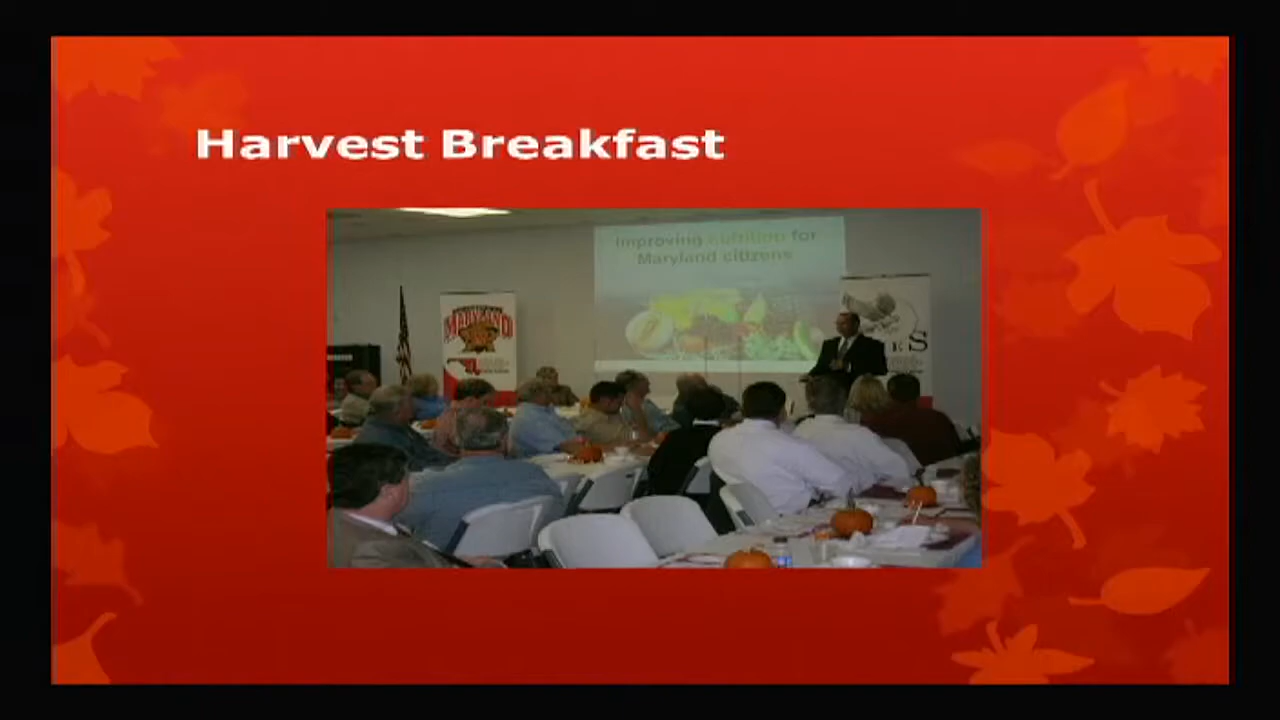 Harvest Breakfast
Improving nutrition for
Maryland citizens
MARYLAND
E S